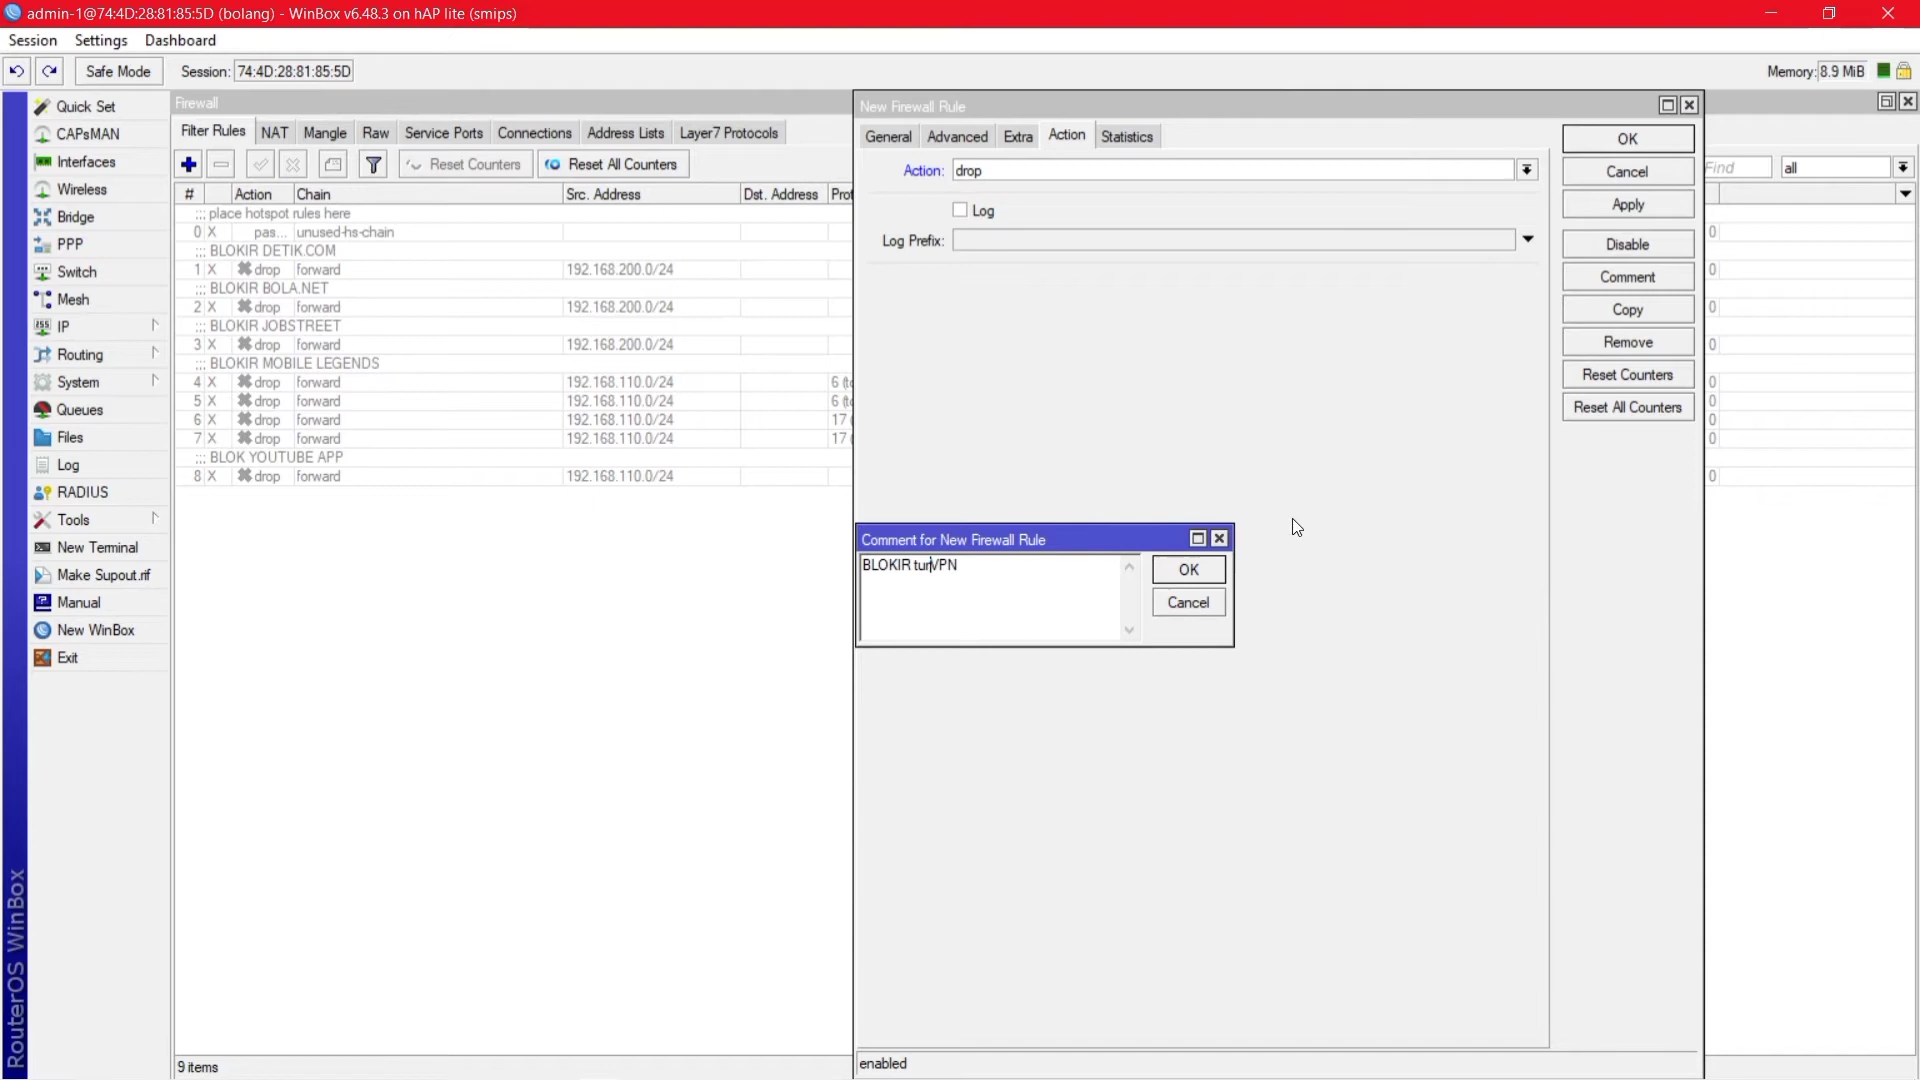 admin-1@74:4D:28:81:85:5D (bolang) - WinBox v6.48.3 on hAP lite (smips)
Session Settings Dashboard
Safe Mode Session: 74:4D:28:81:85:5D Memory: 8.9 MiB
Quick Set
CAPsMAN
Interfaces
Wireless
Bridge
PPP
Switch
Mesh
IP
Routing
System
Queues
Files
Log
RADIUS
Tools
New Terminal
Make Supout.rif
Manual
New WinBox
Exit
RouterOS WinBox
Firewall
Filter Rules NAT Mangle Raw Service Ports Connections Address Lists Layer7 Protocols
Reset Counters Reset All Counters
Find all
# Action Chain Src. Address Dst. Address
::: place hotspot rules here
0 X pas... unused-hs-chain 0
::: BLOKIR DETIK.COM
1 X drop forward 192.168.200.0/24 0
::: BLOKIR BOLA.NET
2 X drop forward 192.168.200.0/24 0
::: BLOKIR JOBSTREET
3 X drop forward 192.168.200.0/24 0
::: BLOKIR MOBILE LEGENDS
4 X drop forward 192.168.110.0/24 6 0
5 X drop forward 192.168.110.0/24 6 0
6 X drop forward 192.168.110.0/24 17 0
7 X drop forward 192.168.110.0/24 17 0
::: BLOK YOUTUBE APP
8 X drop forward 192.168.110.0/24 0
9 items
New Firewall Rule
General Advanced Extra Action Statistics
Action: drop
Log
Log Prefix:
OK
Cancel
Apply
Disable
Comment
Copy
Remove
Reset Counters
Reset All Counters
Comment for New Firewall Rule
BLOKIR turVPN
OK
Cancel
enabled